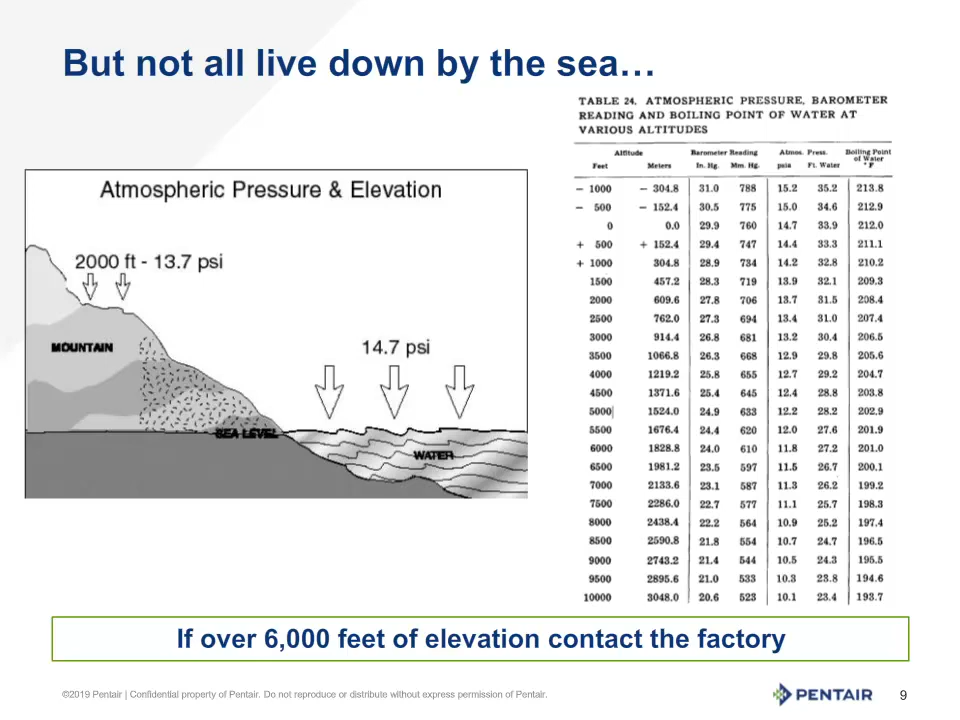 But not all live down by the sea…
TABLE 24. ATMOSPHERIC PRESSURE, BAROMETER
READING AND BOILING POINT OF WATER AT
VARIOUS ALTITUDES
Altitude Barometer Reading Atmos. Press. Boiling Point
of Water
Feet Meters In. Hg. Mm. Hg. psia Ft. Water ° F
- 1000 - 304.8 31.0 788 15.2 35.2 213.8
- 500 - 152.4 30.5 775 15.0 34.6 212.9
0 0.0 29.9 760 14.7 33.9 212.0
+ 500 + 152.4 29.4 747 14.4 33.3 211.1
+ 1000 304.8 28.9 734 14.2 32.8 210.2
1500 457.2 28.3 719 13.9 32.1 209.3
2000 609.6 27.8 706 13.7 31.5 208.4
2500 762.0 27.3 694 13.4 31.0 207.4
3000 914.4 26.8 681 13.2 30.4 206.5
3500 1066.8 26.3 668 12.9 29.8 205.6
4000 1219.2 25.8 655 12.7 29.2 204.7
4500 1371.6 25.4 645 12.4 28.8 203.8
5000 1524.0 24.9 633 12.2 28.2 202.9
5500 1676.4 24.4 620 12.0 27.6 201.9
6000 1828.8 24.0 610 11.8 27.2 201.0
6500 1981.2 23.5 597 11.5 26.7 200.1
7000 2133.6 23.1 587 11.3 26.2 199.2
7500 2286.0 22.7 577 11.1 25.7 198.3
8000 2438.4 22.2 564 10.9 25.2 197.4
8500 2590.8 21.8 554 10.7 24.7 196.5
9000 2743.2 21.4 544 10.5 24.3 195.5
9500 2895.6 21.0 533 10.3 23.8 194.6
10000 3048.0 20.6 523 10.1 23.4 193.7
Atmospheric Pressure & Elevation
2000 ft - 13.7 psi
MOUNTAIN
14.7 psi
SEA LEVEL
WATER
If over 6,000 feet of elevation contact the factory
©2019 Pentair | Confidential property of Pentair. Do not reproduce or distribute without express permission of Pentair.
PENTAIR
9